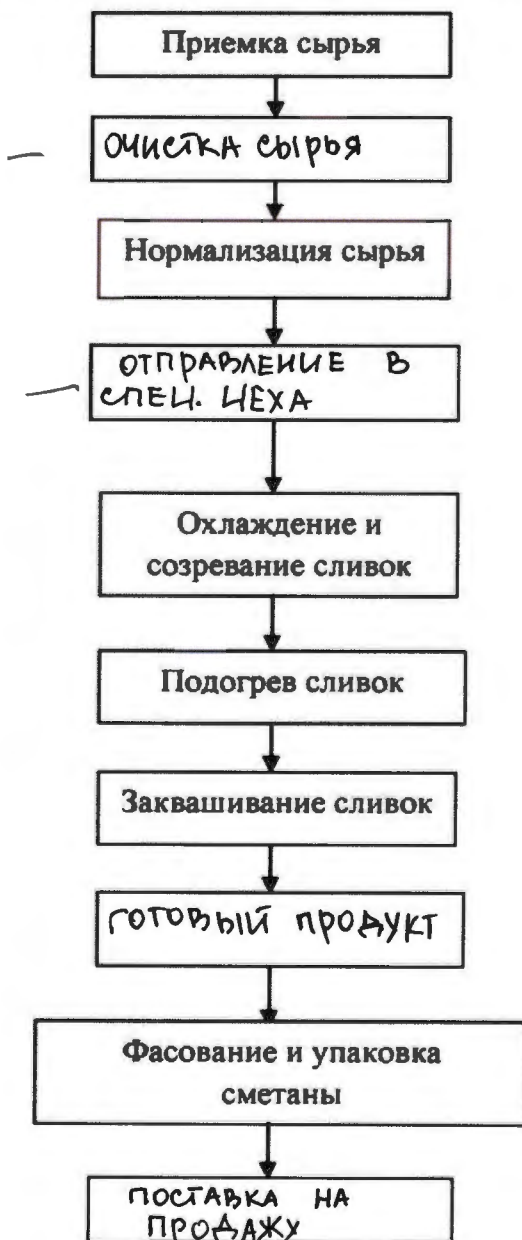 Приемка сырья
ОЧИСТКА СЫРЬЯ
Нормализация сырья
ОТПРАВЛЕНИЕ В
СПЕЦ. ЦЕХА
Охлаждение и
созревание сливок
Подогрев сливок
Заквашивание сливок
ГОТОВЫЙ ПРОДУКТ
Фасование и упаковка
сметаны
ПОСТАВКА НА
ПРОДАЖУ